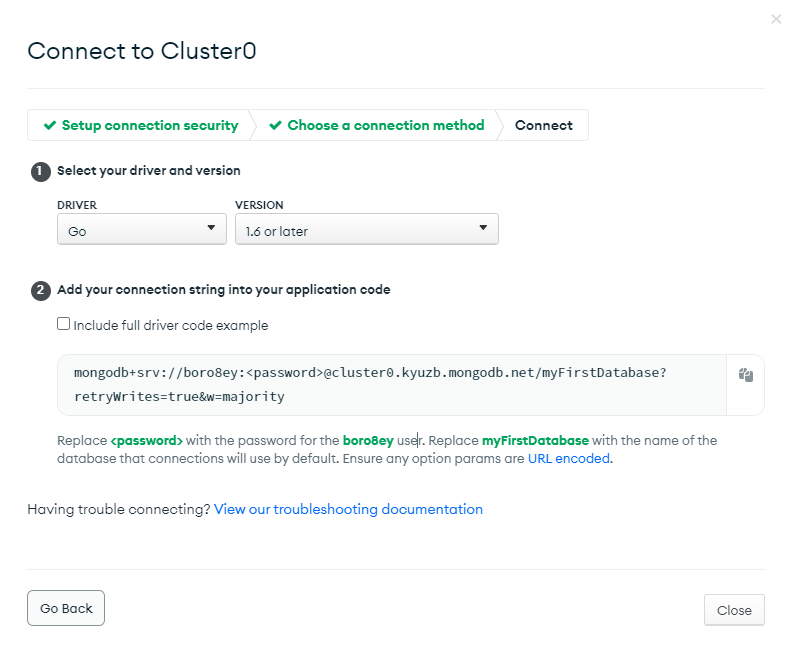 Connect to Cluster0
Setup connection security
Choose a connection method
Connect
1 Select your driver and version
DRIVER
VERSION
Go
1.6 or later
2 Add your connection string into your application code
Include full driver code example
mongodb+srv://boro8ey:<password>@cluster0.kyuzb.mongodb.net/myFirstDatabase?
retryWrites=true&w=majority
Replace <password> with the password for the boro8ey user. Replace myFirstDatabase with the name of the
database that connections will use by default. Ensure any option params are URL encoded.
Having trouble connecting? View our troubleshooting documentation
Go Back
Close